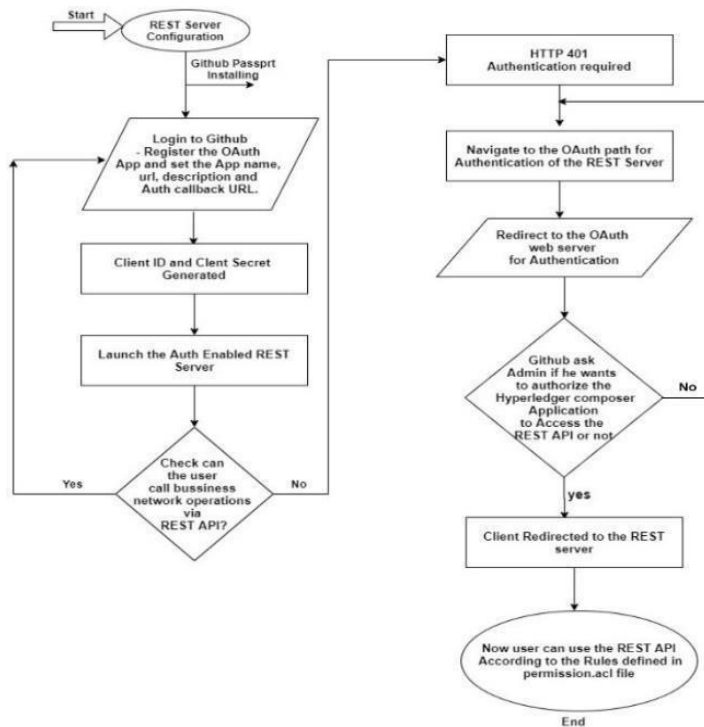 Start
REST Server
Configuration
Github Passprt
Installing
Login to Github
- Register the OAuth
App and set the App name,
url, description and
Auth callback URL.
Client ID and Clent Secret
Generated
Launch the Auth Enabled REST
Server
Check can
the user
call bussiness
network operations
via
REST API?
Yes
No
HTTP 401
Authentication required
Navigate to the OAuth path for
Authentication of the REST Server
Redirect to the OAuth
web server
for Authentication
Github ask
Admin if he wants
to authorize the
Hyperledger composer
Application
to Access the
REST API or not
No
yes
Client Redirected to the REST
server
Now user can use the REST API
According to the Rules defined in
permission.acl file
End